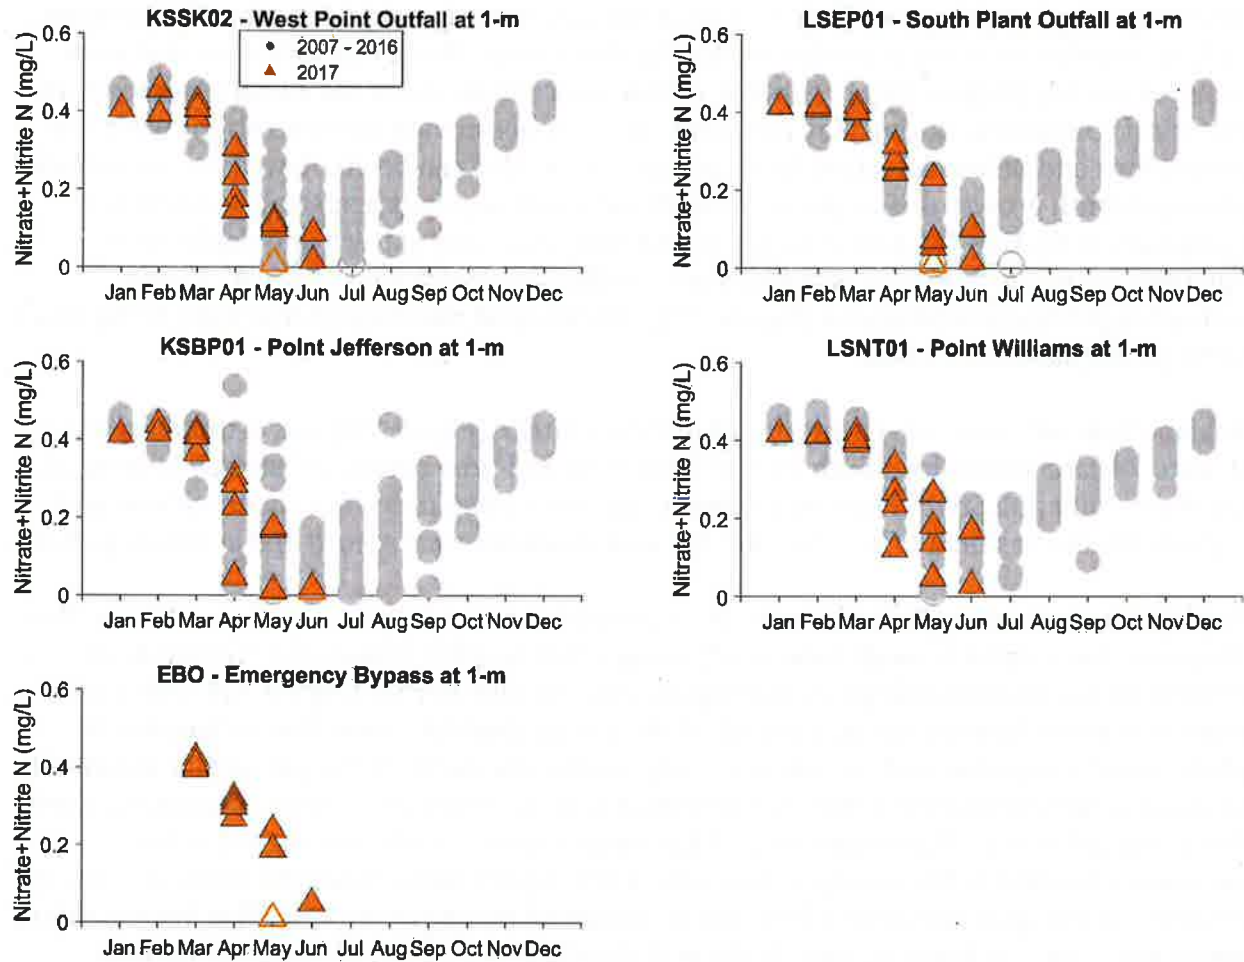 KSSK02 - West Point Outfall at 1-m
2007 - 2016
2017
Nitrate+Nitrite N (mg/L)
0.6
0.4
0.2
0
Jan Feb Mar Apr May Jun Jul Aug Sep Oct Nov Dec
LSEP01 - South Plant Outfall at 1-m
Nitrate+Nitrite N (mg/L)
0.6
0.4
0.2
0
Jan Feb Mar Apr May Jun Jul Aug Sep Oct Nov Dec
KSBP01 - Point Jefferson at 1-m
Nitrate+Nitrite N (mg/L)
0.6
0.4
0.2
0
Jan Feb Mar Apr May Jun Jul Aug Sep Oct Nov Dec
LSNT01 - Point Williams at 1-m
Nitrate+Nitrite N (mg/L)
0.6
0.4
0.2
0
Jan Feb Mar Apr May Jun Jul Aug Sep Oct Nov Dec
EBO - Emergency Bypass at 1-m
Nitrate+Nitrite N (mg/L)
0.6
0.4
0.2
0
Jan Feb Mar Apr May Jun Jul Aug Sep Oct Nov Dec